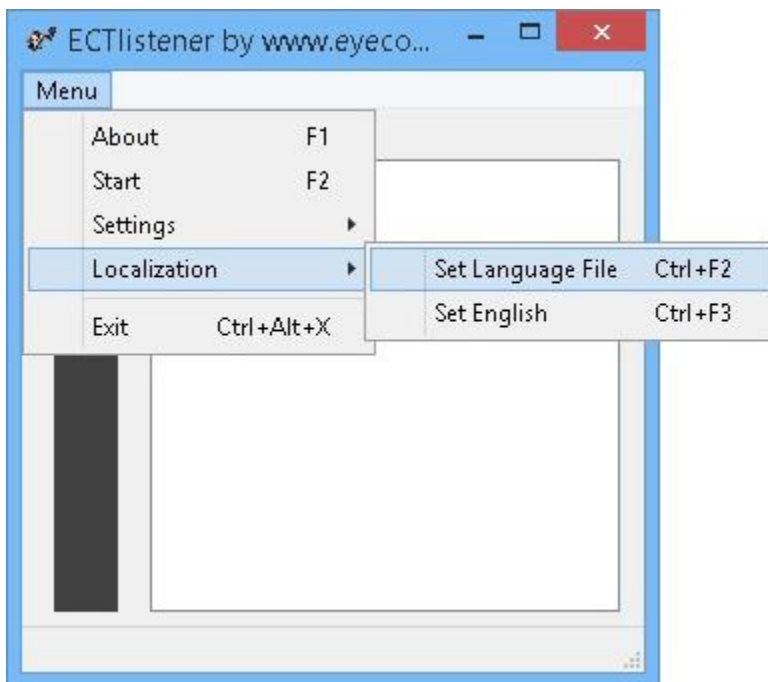 ECTlistener by www.eyeco...
Menu
About F1
Start F2
Settings
Localization
Set Language File Ctrl+F2
Set English Ctrl+F3
Exit Ctrl+Alt+X